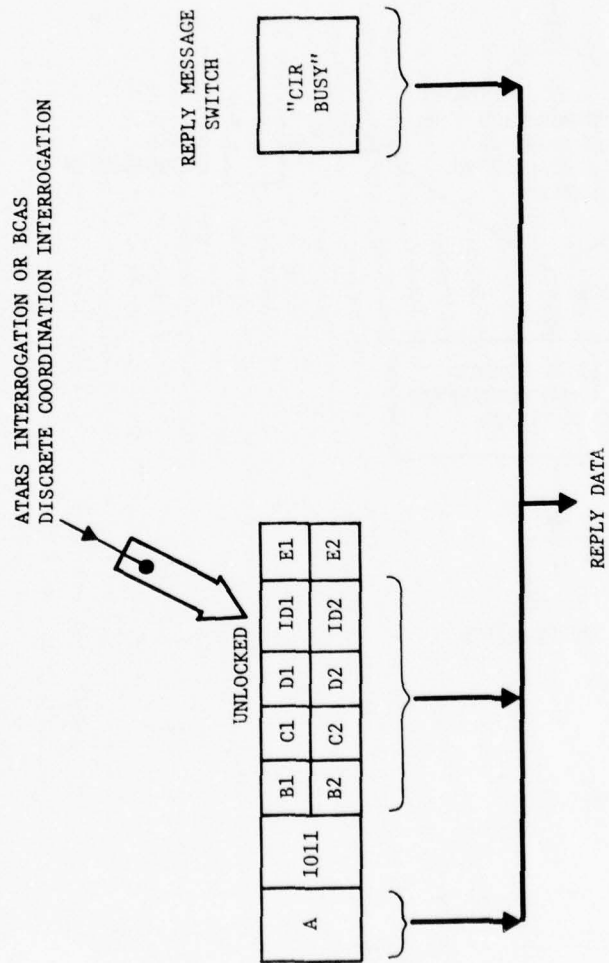 ATARS INTERROGATION OR BCAS
DISCRETE COORDINATION INTERROGATION
REPLY MESSAGE
SWITCH
UNLOCKED
A
1011
B1
C1
D1
ID1
E1
B2
C2
D2
ID2
E2
"CIR
BUSY"
REPLY DATA